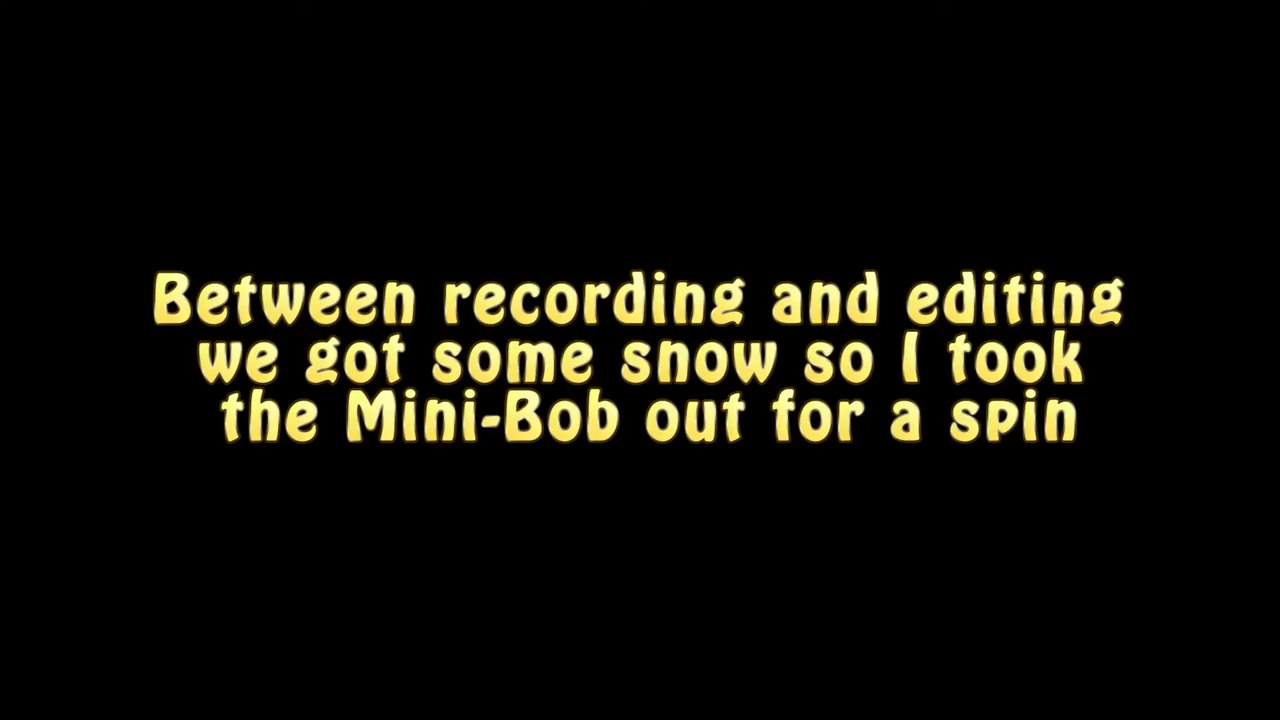 Between recording and editing
we got some snow so I took
the Mini-Bob out for a spin